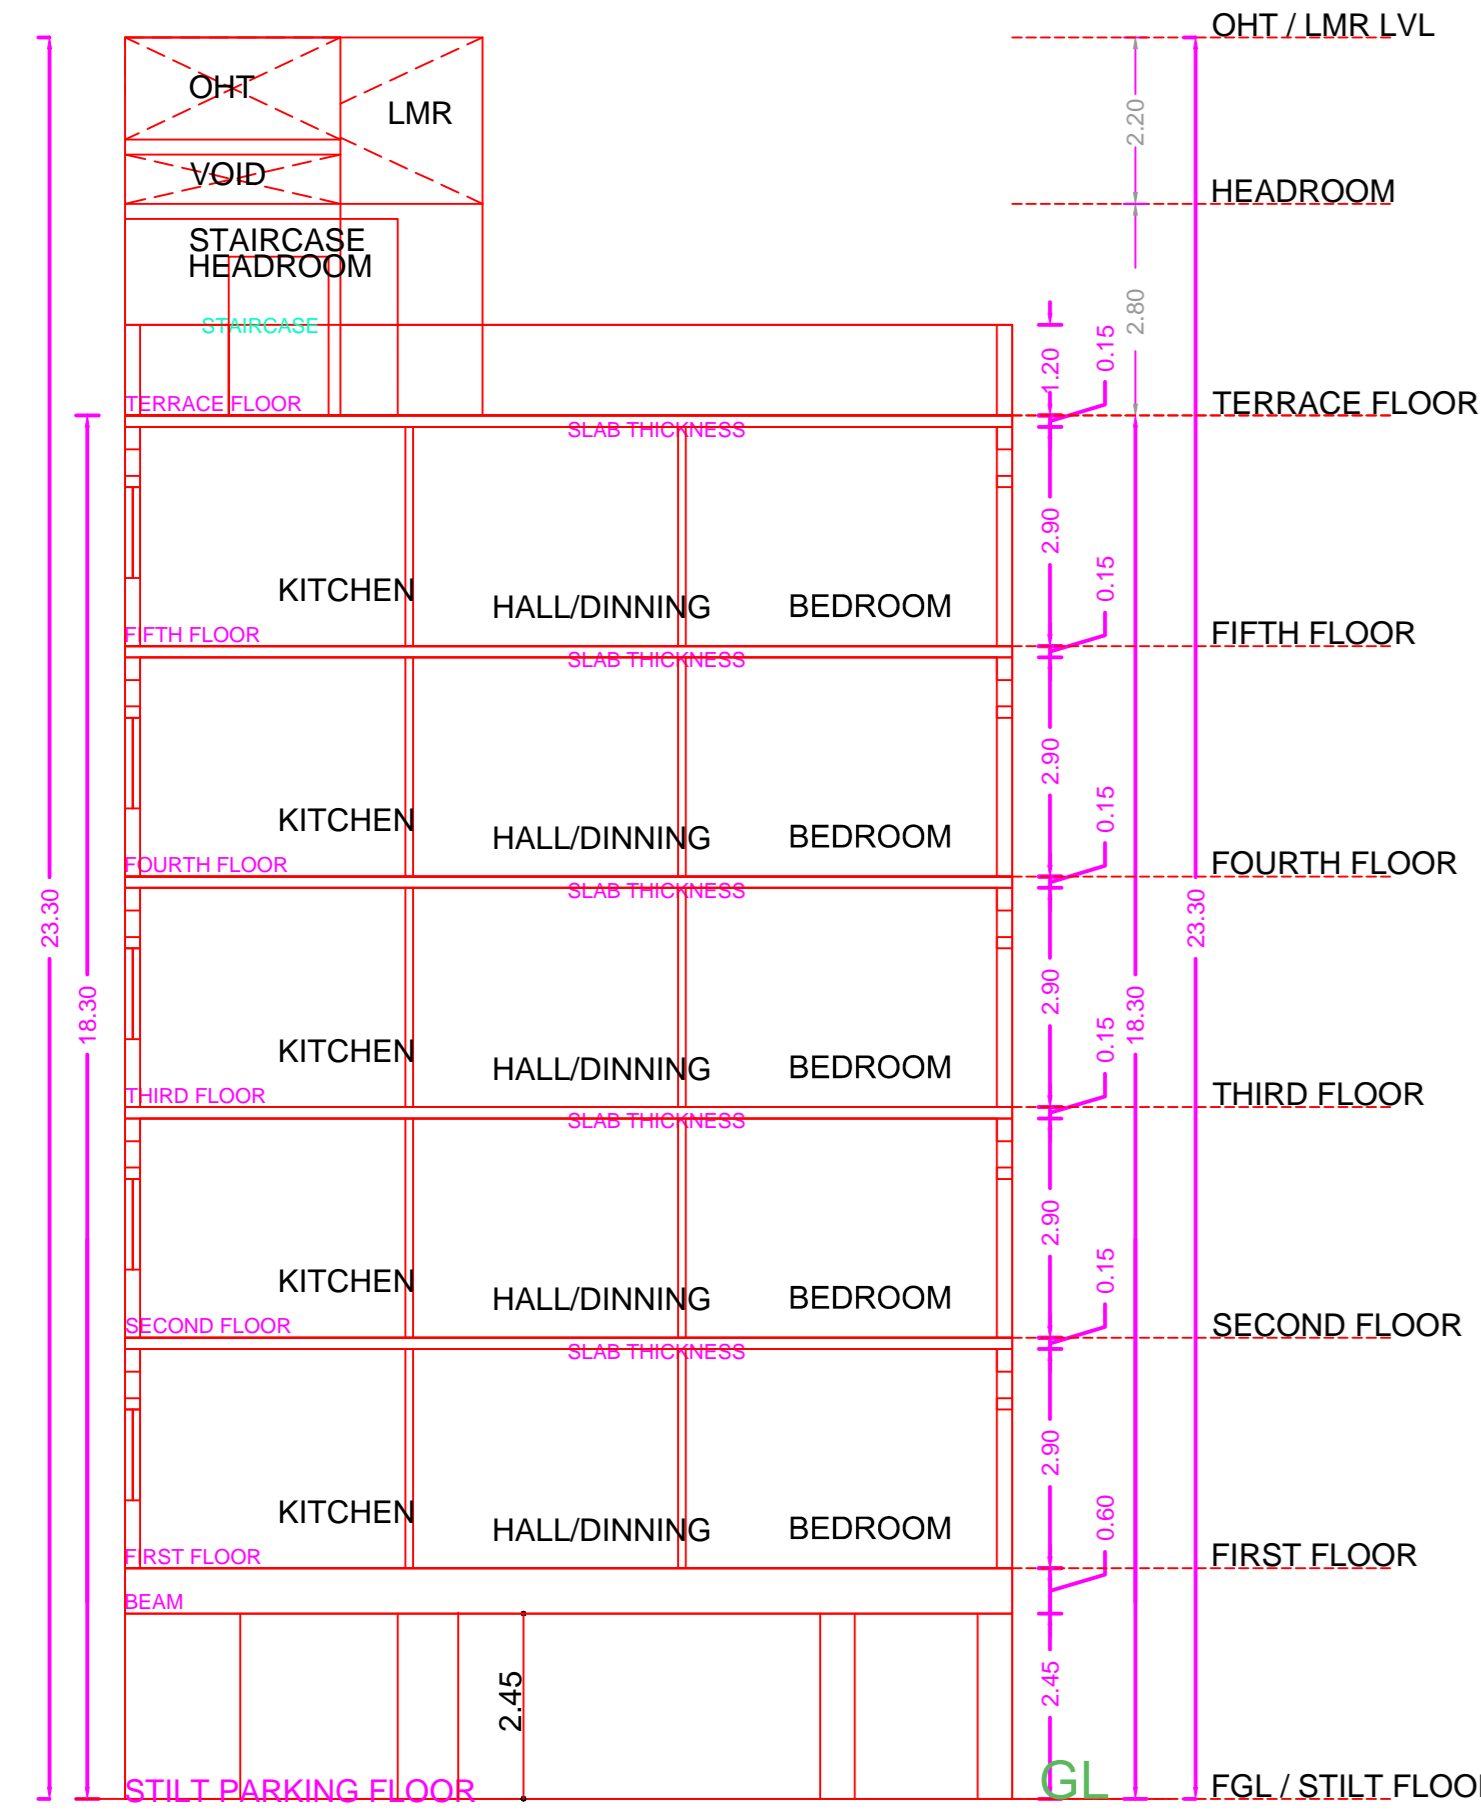 OHT / LMR LVL
OHT
LMR
2.20
VOID
HEADROOM
STAIRCASE
HEADROOM
2.80
STAIRCASE
1.20
0.15
TERRACE FLOOR
TERRACE FLOOR
SLAB THICKNESS
2.90
0.15
KITCHEN
HALL/DINNING
BEDROOM
FIFTH FLOOR
FIFTH FLOOR
SLAB THICKNESS
2.90
0.15
KITCHEN
HALL/DINNING
BEDROOM
FOURTH FLOOR
FOURTH FLOOR
SLAB THICKNESS
23.30
23.30
18.30
2.90
18.30
0.15
KITCHEN
HALL/DINNING
BEDROOM
THIRD FLOOR
THIRD FLOOR
SLAB THICKNESS
2.90
0.15
KITCHEN
HALL/DINNING
BEDROOM
SECOND FLOOR
SECOND FLOOR
SLAB THICKNESS
2.90
0.60
KITCHEN
HALL/DINNING
BEDROOM
FIRST FLOOR
FIRST FLOOR
BEAM
2.45
2.45
STILT PARKING FLOOR
GL
FGL / STILT FLOO